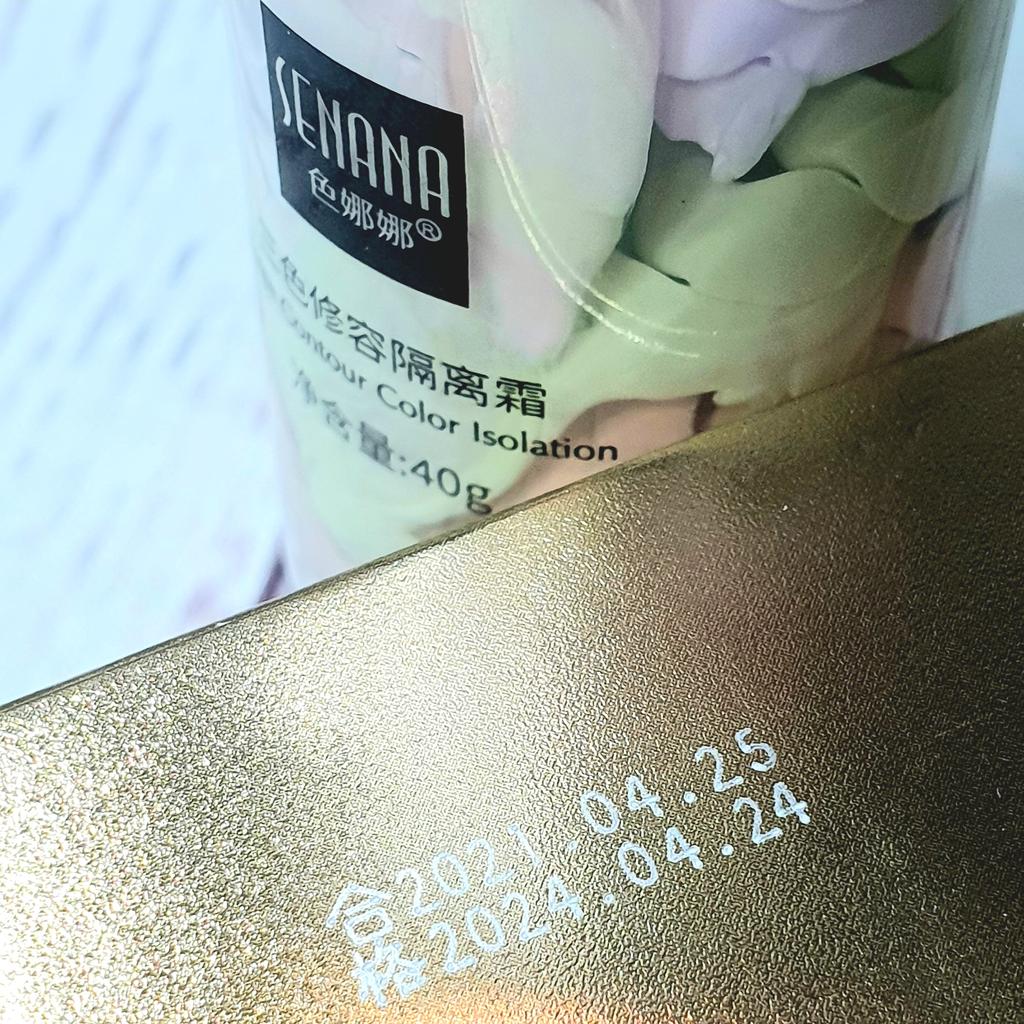 SENANA
色娜娜®
三色修容隔离霜
Contour Color Isolation
净含量:40g
合2021.04.25
格2024.04.24